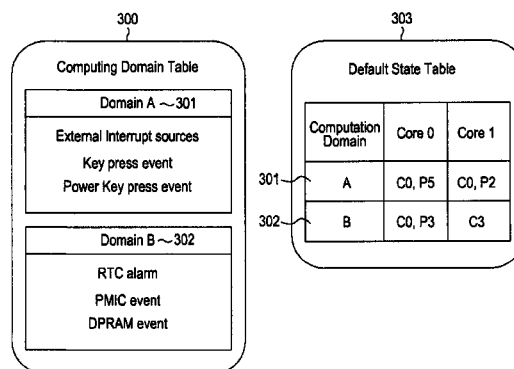 300
Computing Domain Table
Domain A ~301
External Interrupt sources
Key press event
Power Key press event
Domain B ~302
RTC alarm
PMIC event
DPRAM event
303
Default State Table
Computation Domain Core 0 Core 1
301 A C0, P5 C0, P2
302 B C0, P3 C3